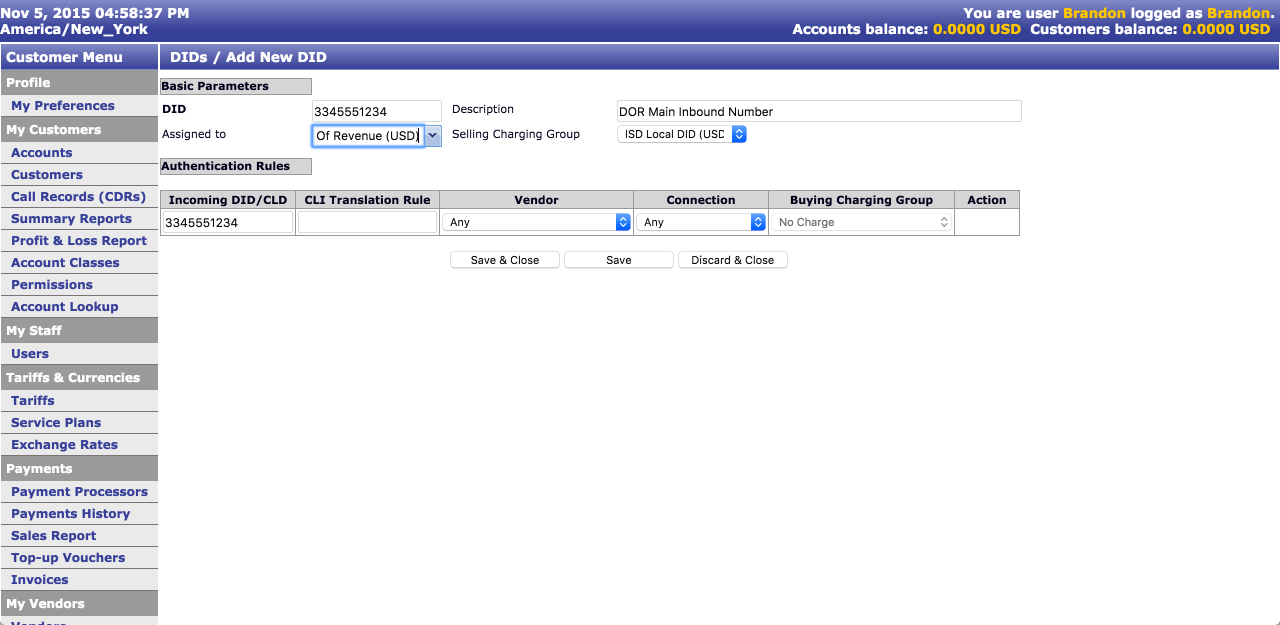 Nov 5, 2015 04:58:37 PM
You are user Brandon logged as Brandon.
America/New_York
Accounts balance: 0.0000 USD Customers balance: 0.0000 USD
Customer Menu
DIDs / Add New DID
Profile
My Preferences
My Customers
Accounts
Customers
Call Records (CDRs)
Summary Reports
Profit & Loss Report
Account Classes
Permissions
Account Lookup
My Staff
Users
Tariffs & Currencies
Tariffs
Service Plans
Exchange Rates
Payments
Payment Processors
Payments History
Sales Report
Top-up Vouchers
Invoices
My Vendors
Vendors
Basic Parameters
DID 3345551234 Description DOR Main Inbound Number
Assigned to Of Revenue (USD) Selling Charging Group ISD Local DID (USD
Authentication Rules
Incoming DID/CLD CLI Translation Rule Vendor Connection Buying Charging Group Action
3345551234 Any Any No Charge
Save & Close Save Discard & Close